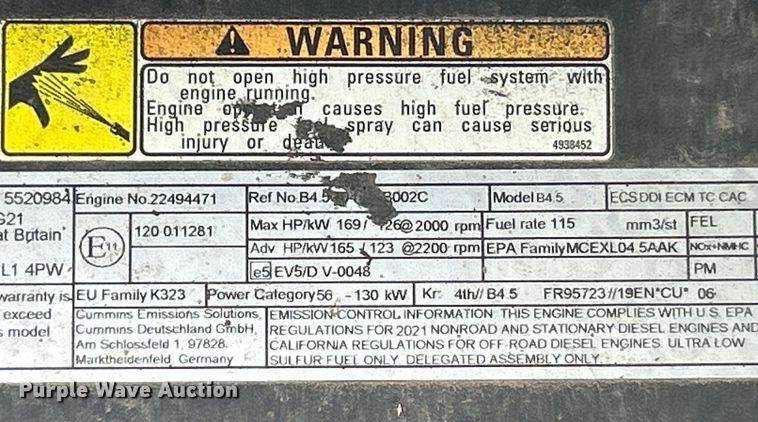 WARNING
Do not open high pressure fuel system with
engine running.
Engine causes high fuel pressure.
High pressure spray can cause serious
injury or
4938452
5520984 Engine No.22494471 Ref No.B4.5 B002C Model B4.5 ECS DDI ECM TC CAC
G21
at Britain
L1 4PW
E11 120 011281
Max HP/kW 169/ 126@ 2000 rpm Fuel rate 115 mm3/st FEL
Adv HP/kW 165 / 123 @2200 rpm EPA Family MCEXL04.5AAK NOx+NMHC
e5 EV5/D V-0048 PM
warranty is EU Family K323 Power Category 56 - 130 kW Kr: 4th// B4.5 FR95723//19EN°CU° 06
exceed
s model
Cummins Emissions Solutions,
Cummins Deutschland GmbH,
Am Schlossfeld 1, 97828.
Marktheidenfeld, Germany
EMISSION CONTROL INFORMATION THIS ENGINE COMPLIES WITH U.S. EPA
REGULATIONS FOR 2021 NONROAD AND STATIONARY DIESEL ENGINES AND
CALIFORNIA REGULATIONS FOR OFF-ROAD DIESEL ENGINES. ULTRA LOW
SULFUR FUEL ONLY. DELEGATED ASSEMBLY ONLY
Purple Wave Auction